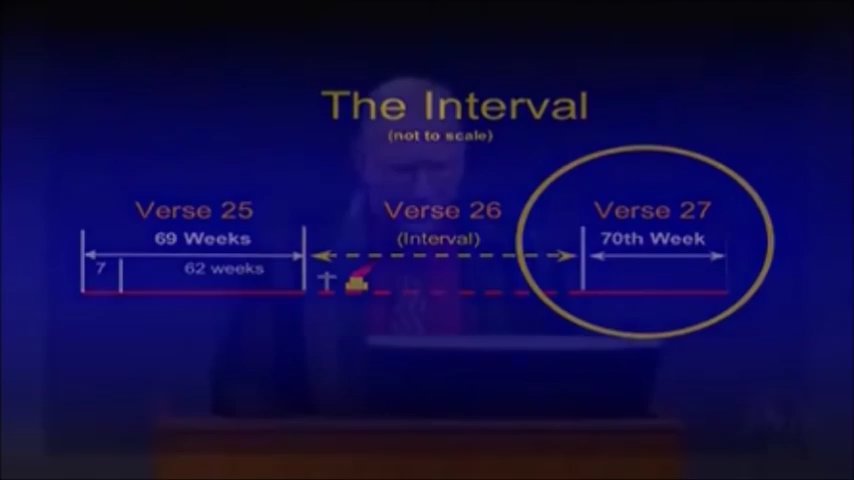 The Interval
(not to scale)
Verse 25
Verse 26
Verse 27
69 Weeks
(Interval)
70th Week
7
62 weeks